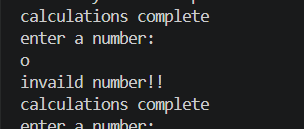 calculations complete
enter a number:
o
invaild number!!
calculations complete
enter a number: